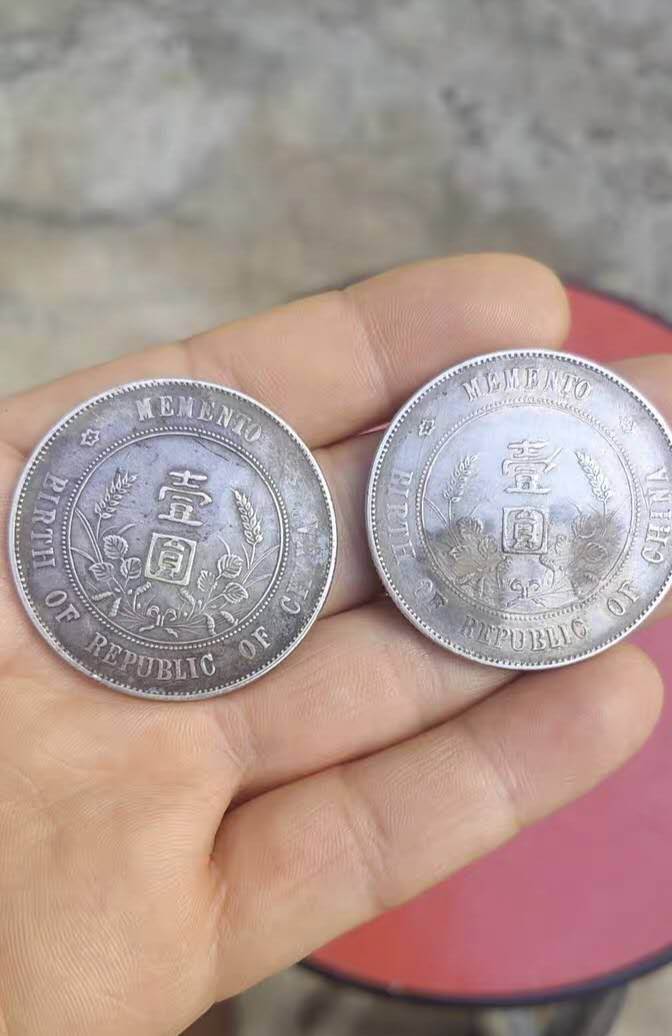 MEMENTO
壹
圓
BIRTH OF REPUBLIC OF CHINA
MEMENTO
壹
圓
BIRTH OF REPUBLIC OF CHINA